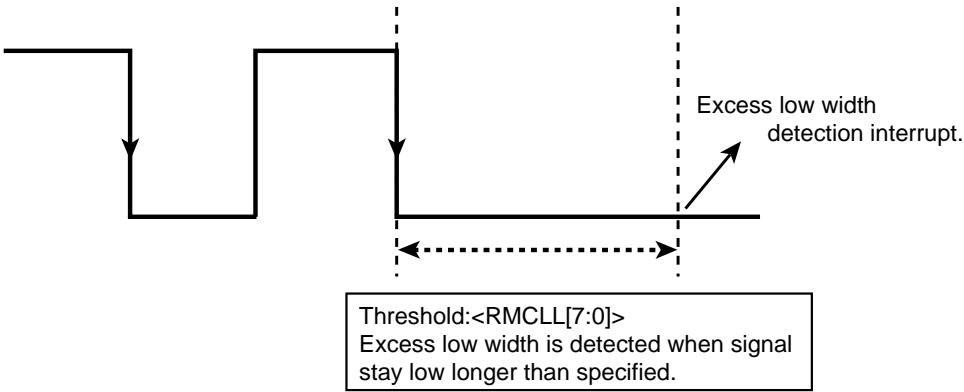 Excess low width
detection interrupt.
Threshold:<RMCLL[7:0]>
Excess low width is detected when signal
stay low longer than specified.